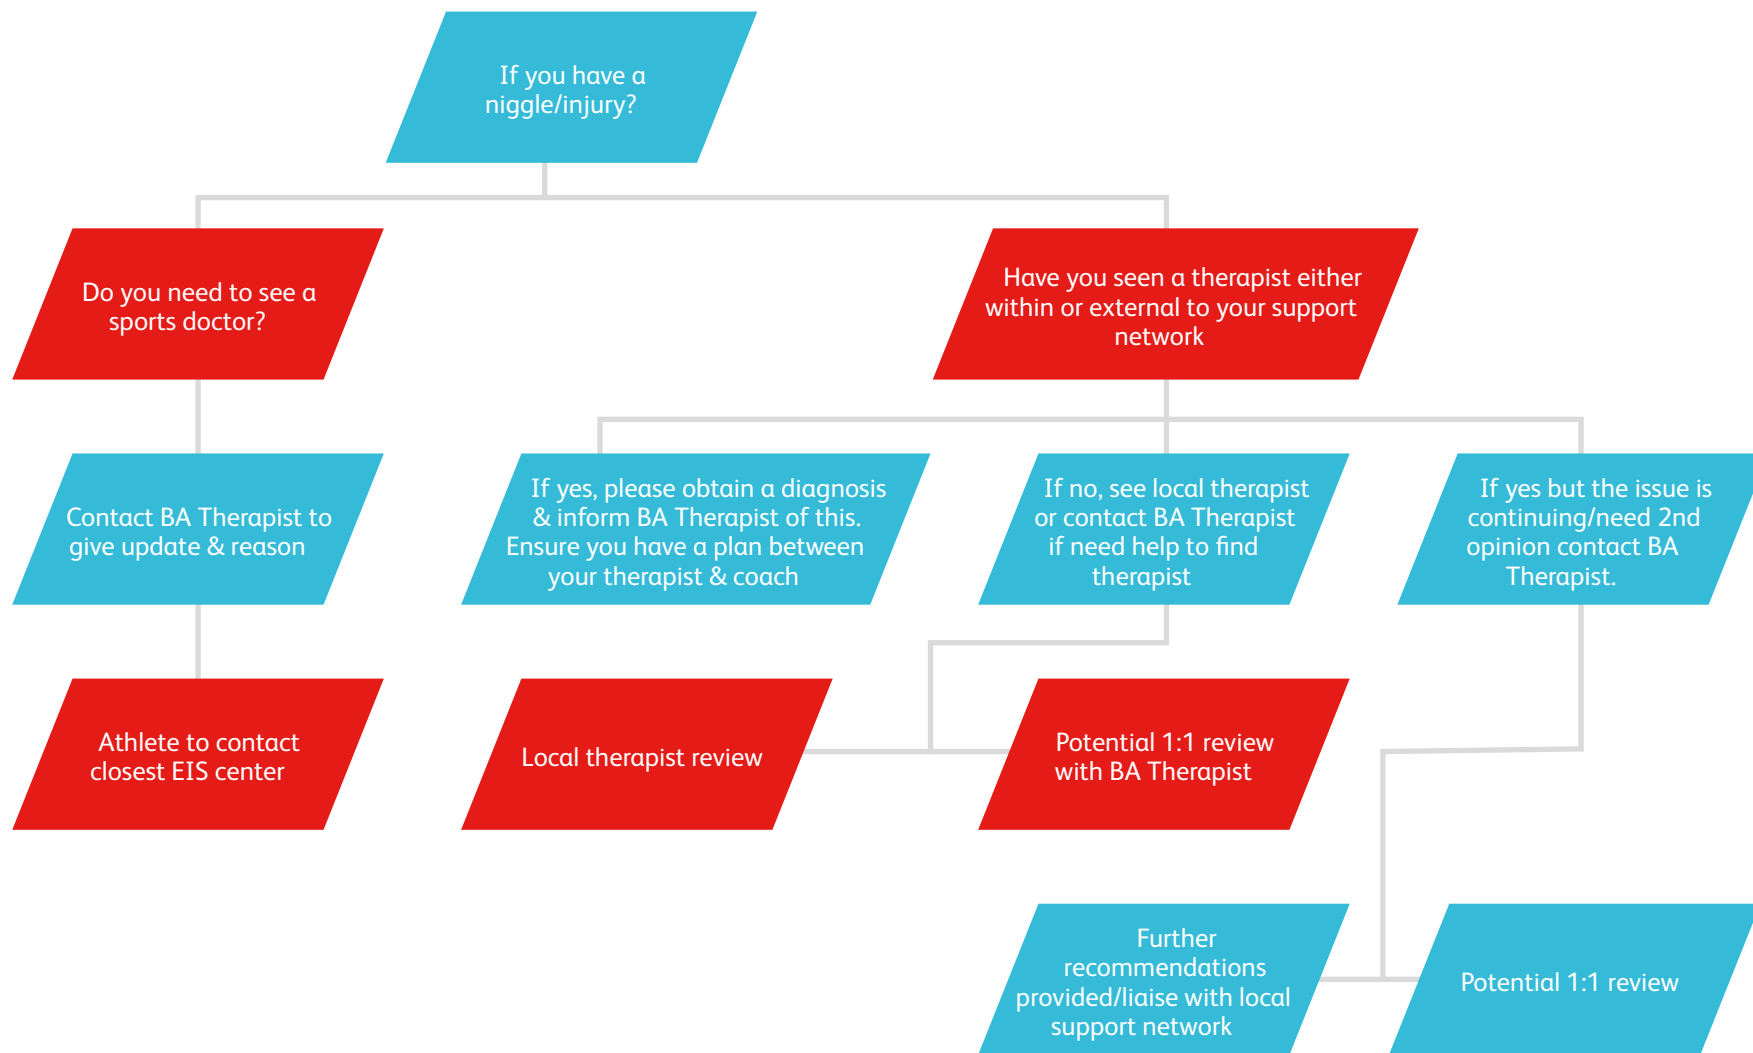 If you have a
niggle/injury?
Do you need to see a
sports doctor?
Have you seen a therapist either
within or external to your support
network
Contact BA Therapist to
give update & reason
If yes, please obtain a diagnosis
& inform BA Therapist of this.
Ensure you have a plan between
your therapist & coach
If no, see local therapist
or contact BA Therapist
if need help to find
therapist
If yes but the issue is
continuing/need 2nd
opinion contact BA
Therapist.
Athlete to contact
closest EIS center
Local therapist review
Potential 1:1 review
with BA Therapist
Further
recommendations
provided/liaise with local
support network
Potential 1:1 review